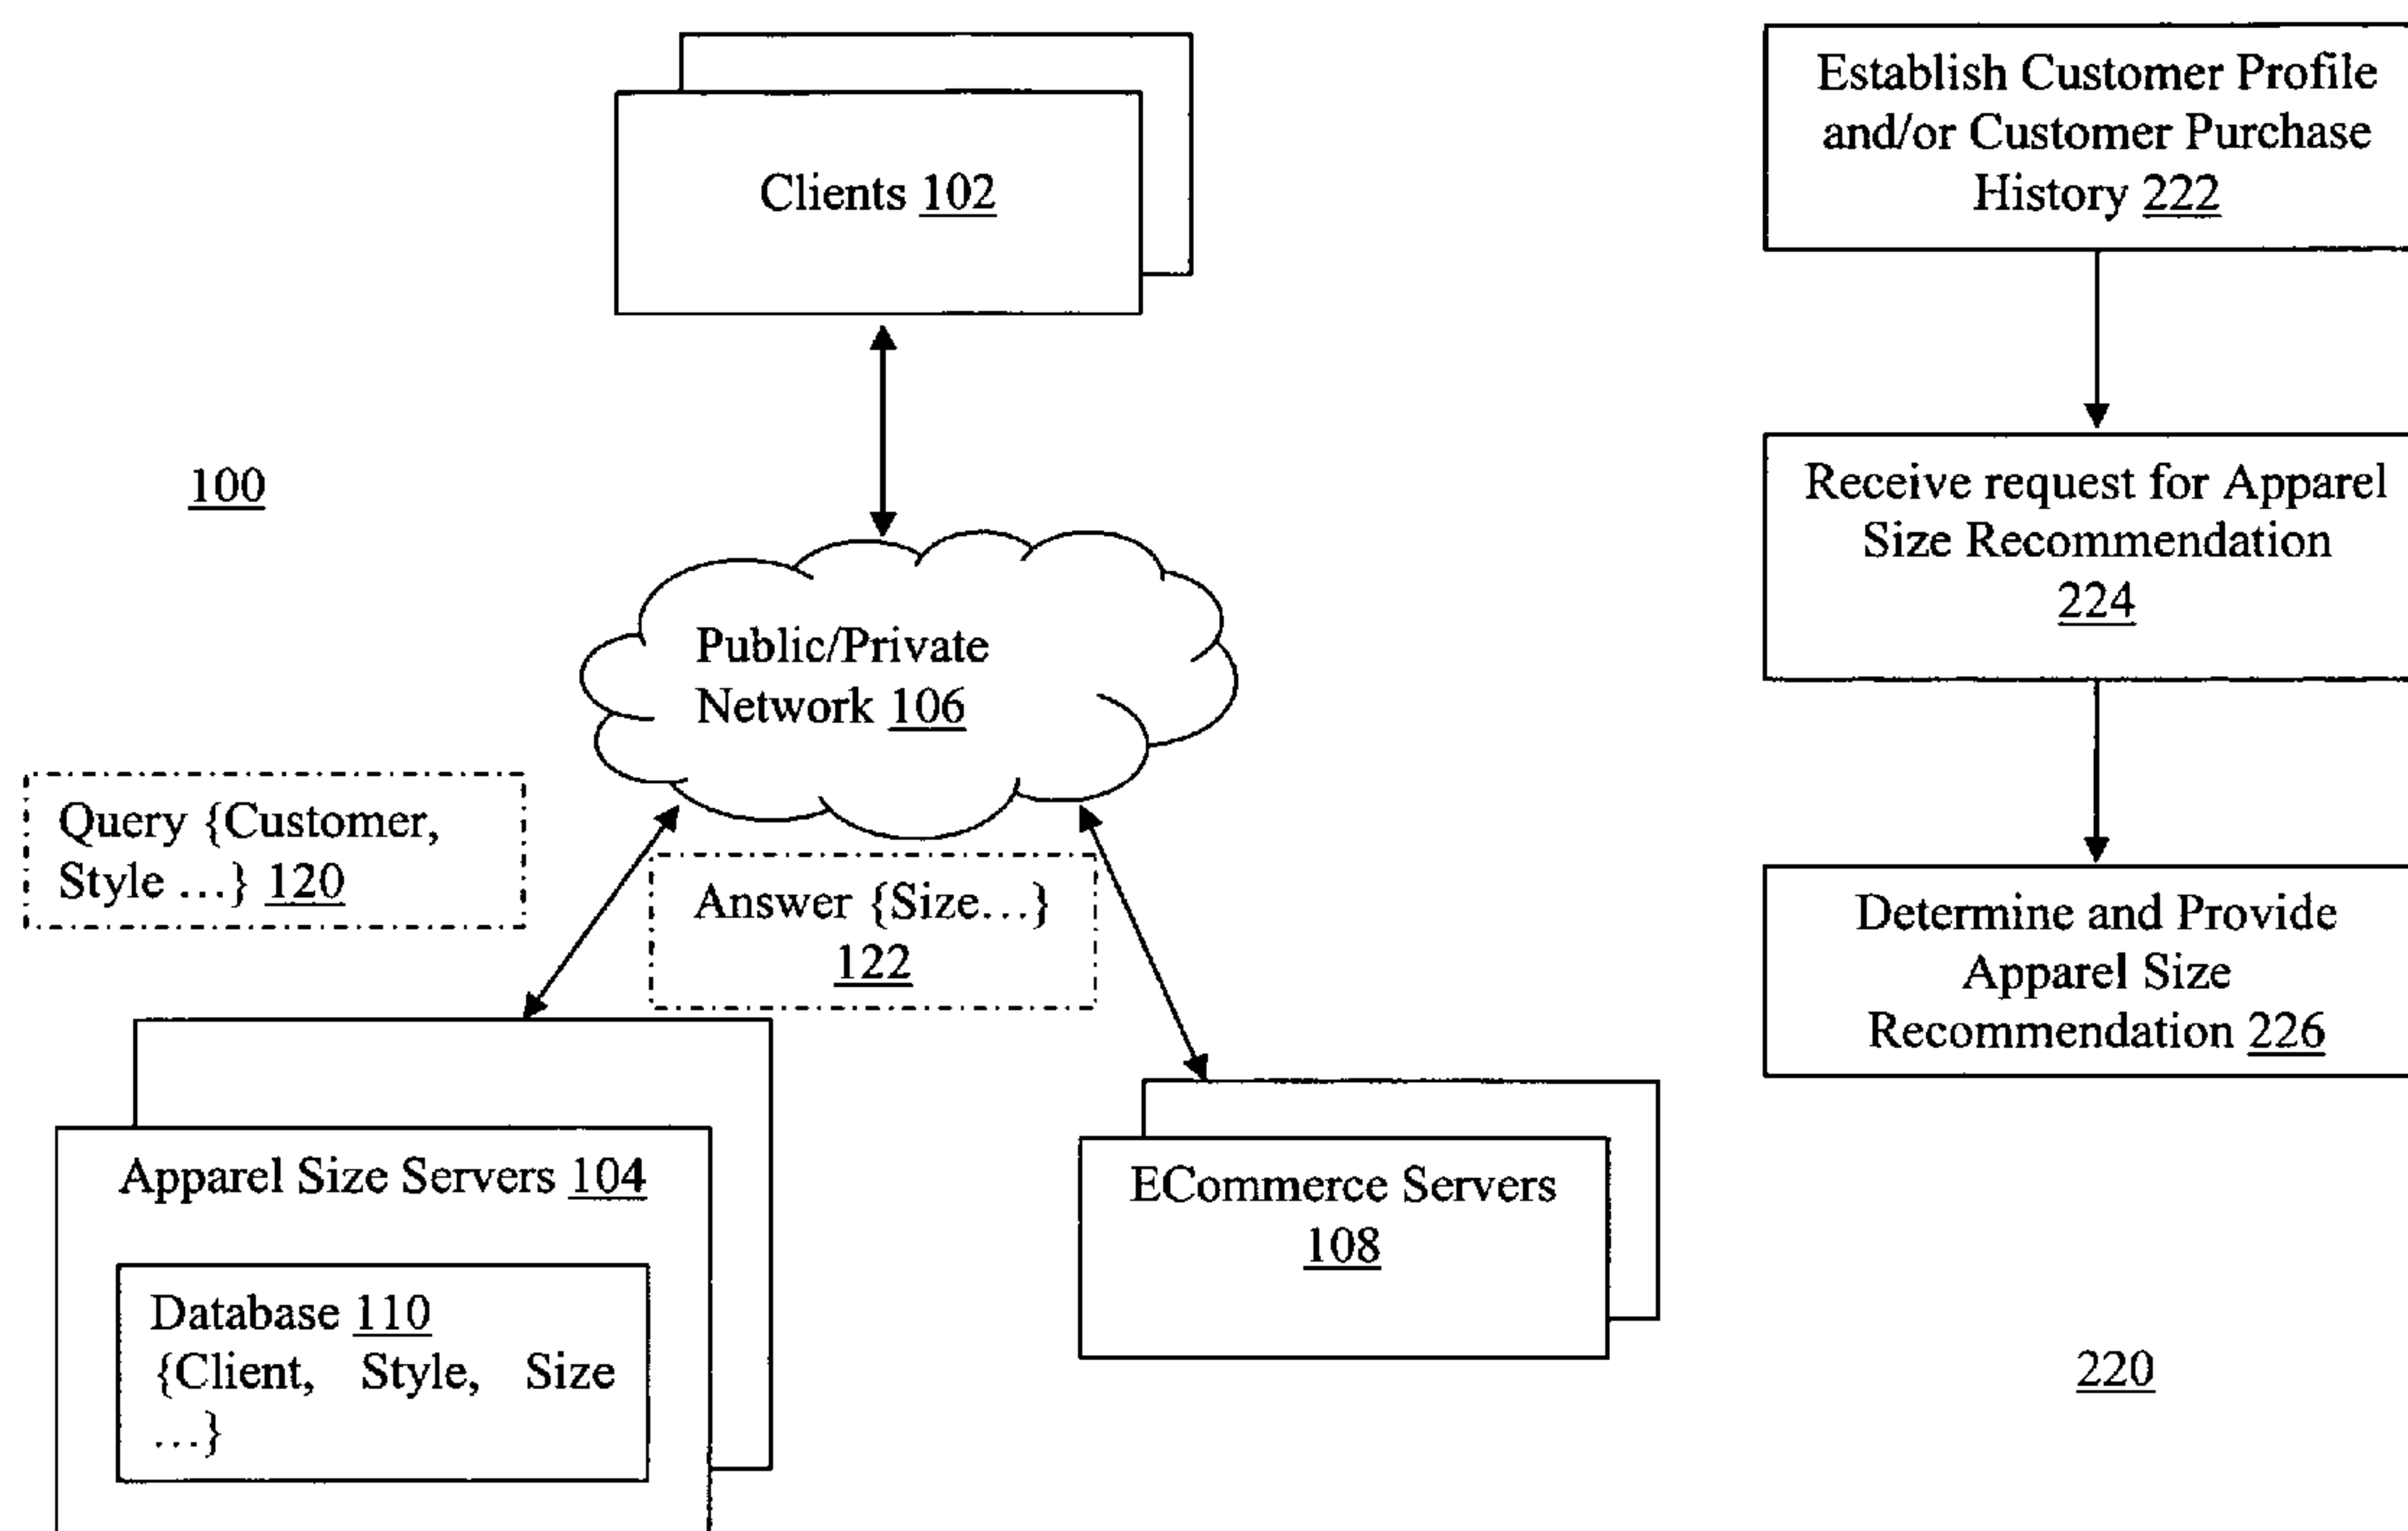 Clients 102
100
Public/Private
Network 106
Query {Customer,
Style ...} 120
Answer {Size...}
122
Apparel Size Servers 104
Database 110
{Client, Style, Size
...}
ECommerce Servers
108
Establish Customer Profile
and/or Customer Purchase
History 222
Receive request for Apparel
Size Recommendation
224
Determine and Provide
Apparel Size
Recommendation 226
220